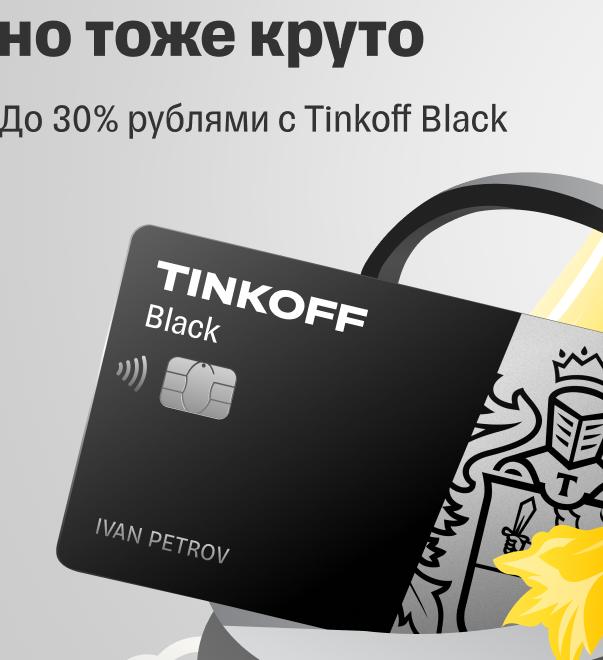 но тоже круто
До 30% рублями с Tinkoff Black
TINKOFF
Black
T
IVAN PETROV